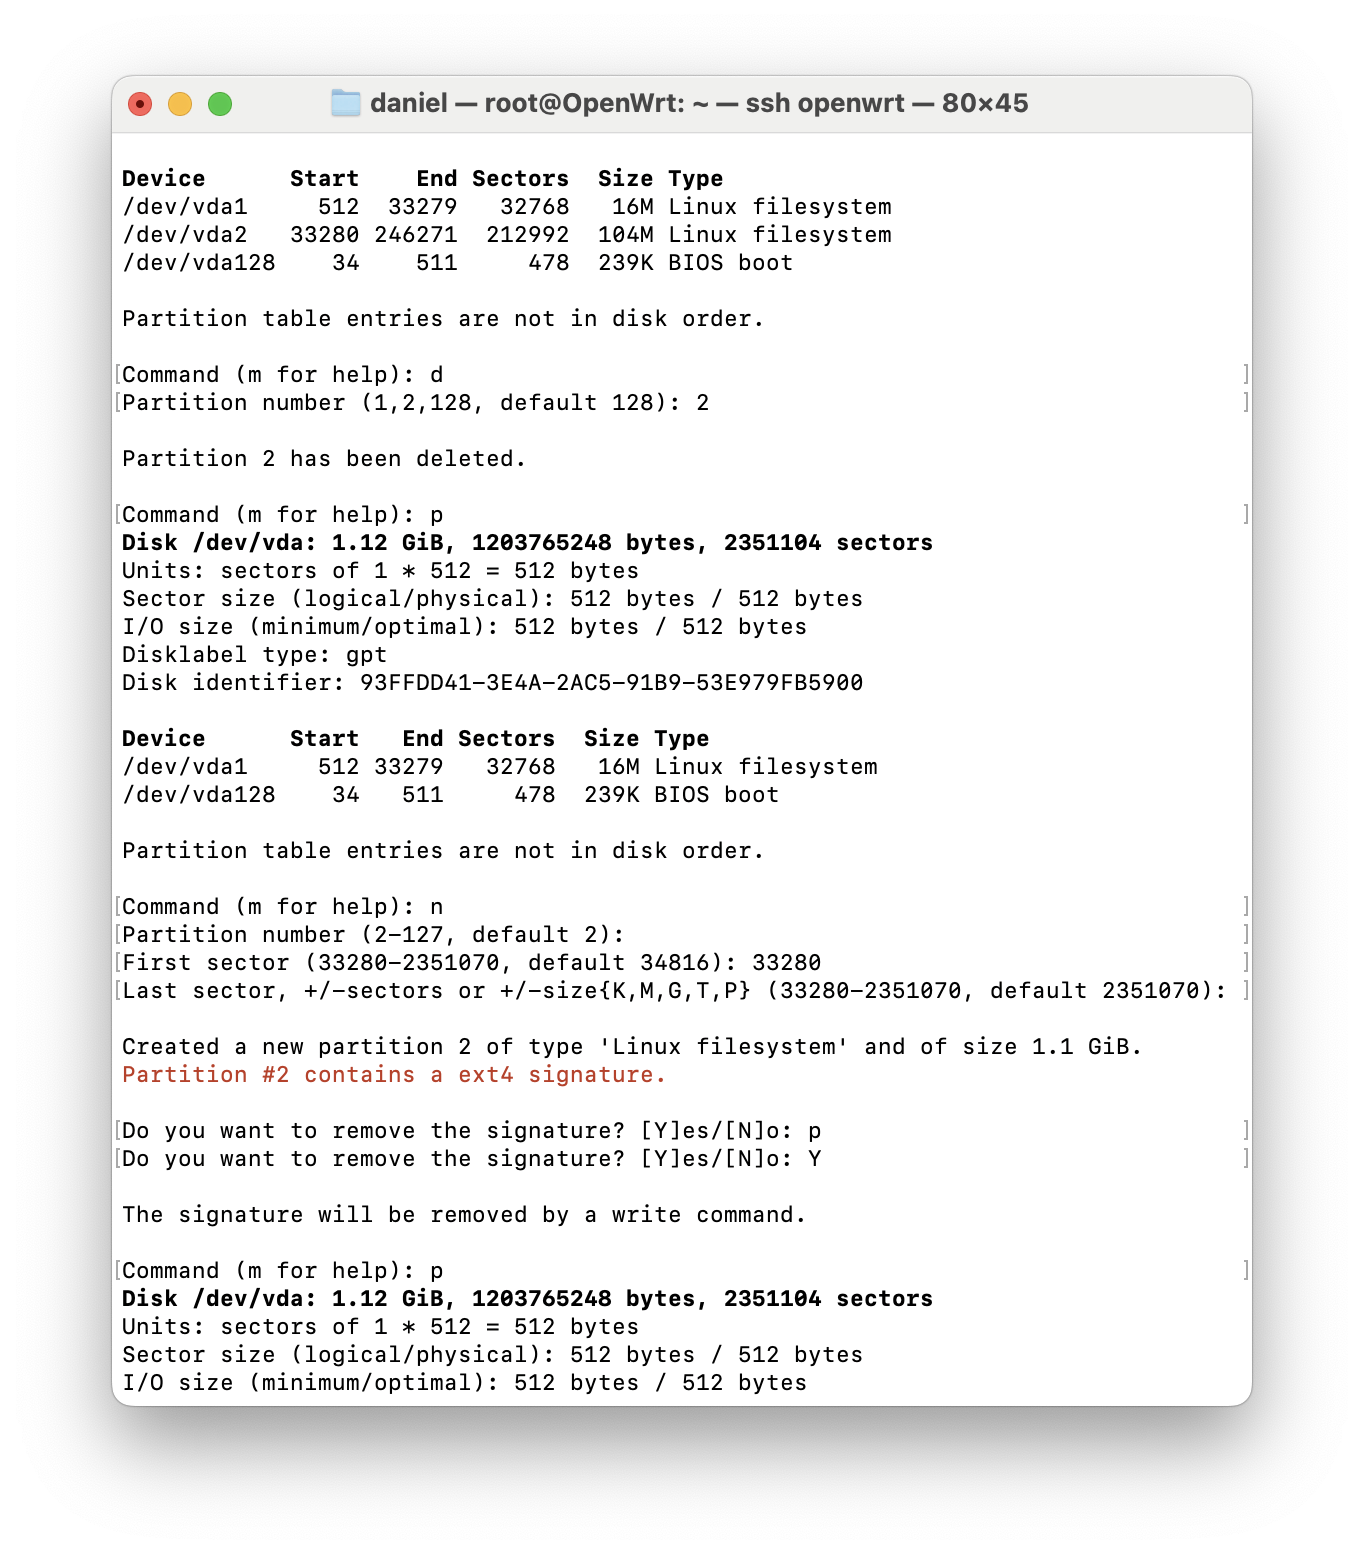 daniel — root@OpenWrt: ~ — ssh openwrt — 80×45
Device      Start    End Sectors  Size Type
/dev/vda1     512  33279   32768   16M Linux filesystem
/dev/vda2   33280 246271  212992  104M Linux filesystem
/dev/vda128    34    511     478  239K BIOS boot
Partition table entries are not in disk order.
[Command (m for help): d ]
[Partition number (1,2,128, default 128): 2 ]
Partition 2 has been deleted.
[Command (m for help): p ]
Disk /dev/vda: 1.12 GiB, 1203765248 bytes, 2351104 sectors
Units: sectors of 1 * 512 = 512 bytes
Sector size (logical/physical): 512 bytes / 512 bytes
I/O size (minimum/optimal): 512 bytes / 512 bytes
Disklabel type: gpt
Disk identifier: 93FFDD41-3E4A-2AC5-91B9-53E979FB5900
Device      Start   End Sectors  Size Type
/dev/vda1     512 33279   32768   16M Linux filesystem
/dev/vda128    34   511     478  239K BIOS boot
Partition table entries are not in disk order.
[Command (m for help): n ]
[Partition number (2-127, default 2): ]
[First sector (33280-2351070, default 34816): 33280 ]
[Last sector, +/-sectors or +/-size{K,M,G,T,P} (33280-2351070, default 2351070): ]
Created a new partition 2 of type 'Linux filesystem' and of size 1.1 GiB.
Partition #2 contains a ext4 signature.
[Do you want to remove the signature? [Y]es/[N]o: p ]
[Do you want to remove the signature? [Y]es/[N]o: Y ]
The signature will be removed by a write command.
[Command (m for help): p ]
Disk /dev/vda: 1.12 GiB, 1203765248 bytes, 2351104 sectors
Units: sectors of 1 * 512 = 512 bytes
Sector size (logical/physical): 512 bytes / 512 bytes
I/O size (minimum/optimal): 512 bytes / 512 bytes